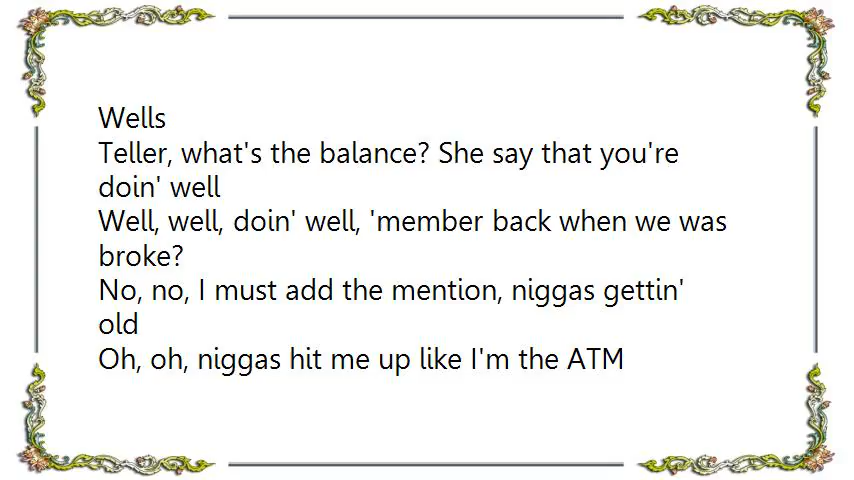 Wells
Teller, what's the balance? She say that you're
doin' well
Well, well, doin' well, 'member back when we was
broke?
No, no, I must add the mention, niggas gettin'
old
Oh, oh, niggas hit me up like I'm the ATM